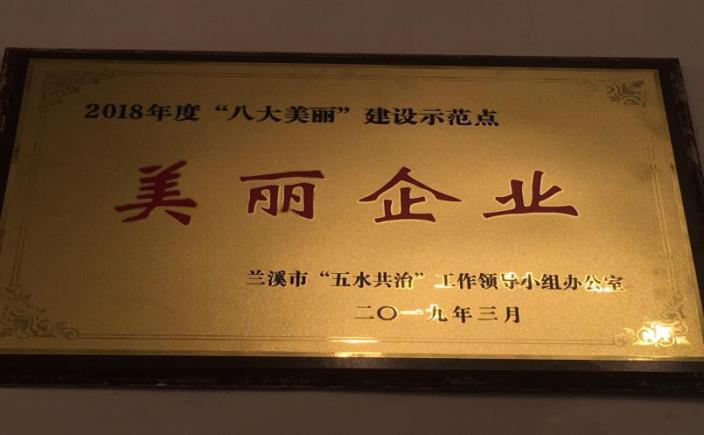 2018年度“八大美丽”建设示范点
美丽企业
兰溪市“五水共治”工作领导小组办公室
二〇一九年三月